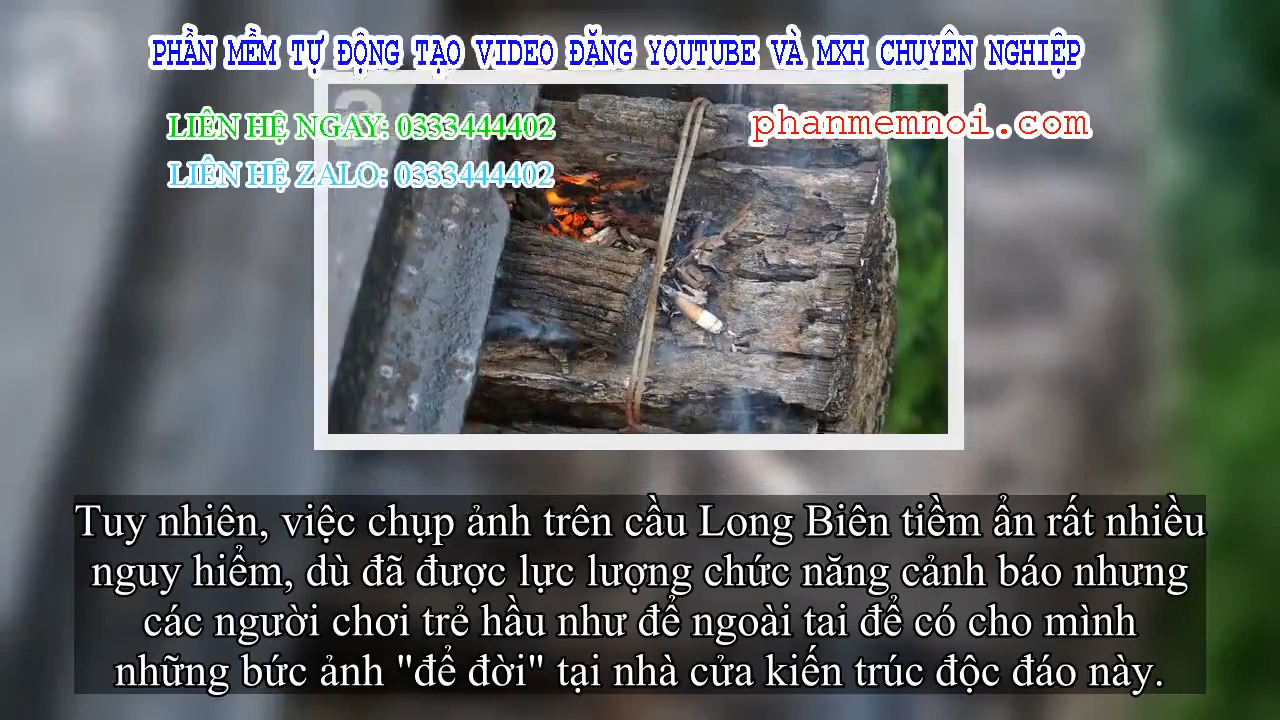 PHẦN MỀM TỰ ĐỘNG TẠO VIDEO ĐĂNG YOUTUBE VÀ MXH CHUYÊN NGHIỆP
LIÊN HỆ NGAY: 0333444402
phanmemnoi.com
LIÊN HỆ ZALO: 0333444402
Tuy nhiên, việc chụp ảnh trên cầu Long Biên tiềm ẩn rất nhiều
nguy hiểm, dù đã được lực lượng chức năng cảnh báo nhưng
các người chơi trẻ hầu như để ngoài tai để có cho mình
những bức ảnh "để đời" tại nhà cửa kiến trúc độc đáo này.